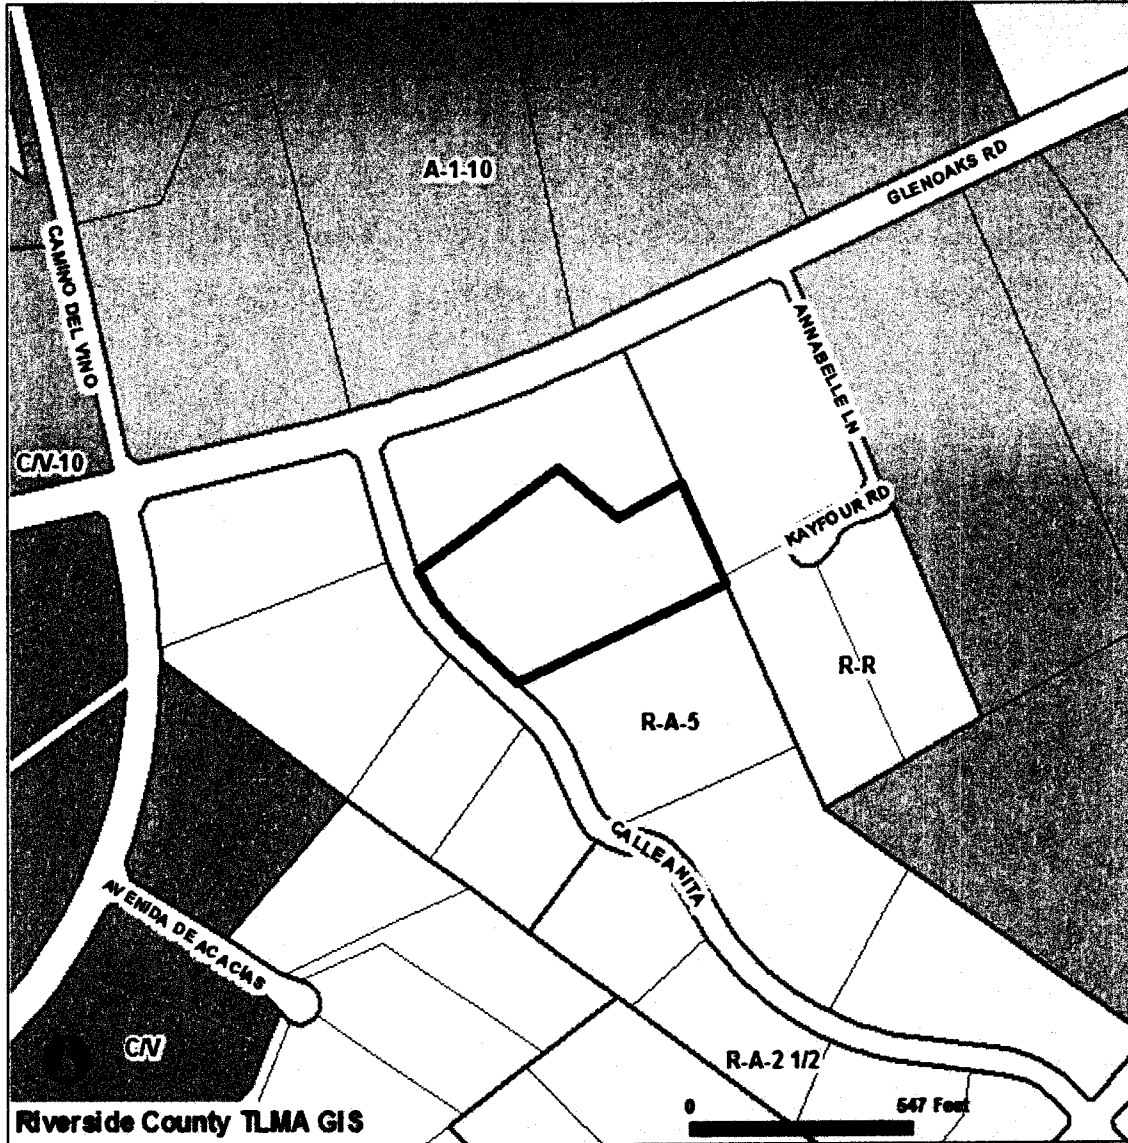 A-1-10
GLENOAKS RD
CAMINO DEL VINO
ANNABELLE LN
C/V-10
KAYFOUR RD
R-R
R-A-5
CALLE ANITA
AVENIDA DE ACACIAS
C/V
R-A-2 1/2
Riverside County TLMA GIS
0 547 Feet